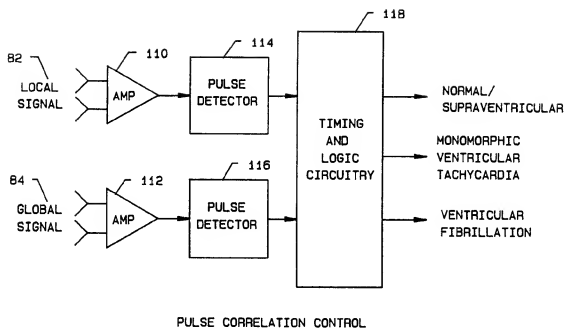 118
82
110
114
LOCAL
SIGNAL
AMP
PULSE
DETECTOR
84
112
116
GLOBAL
SIGNAL
AMP
PULSE
DETECTOR
TIMING
AND
LOGIC
CIRCUITRY
NORMAL/
SUPRAVENTRICULAR
MONOMORPHIC
VENTRICULAR
TACHYCARDIA
VENTRICULAR
FIBRILLATION
PULSE CORRELATION CONTROL